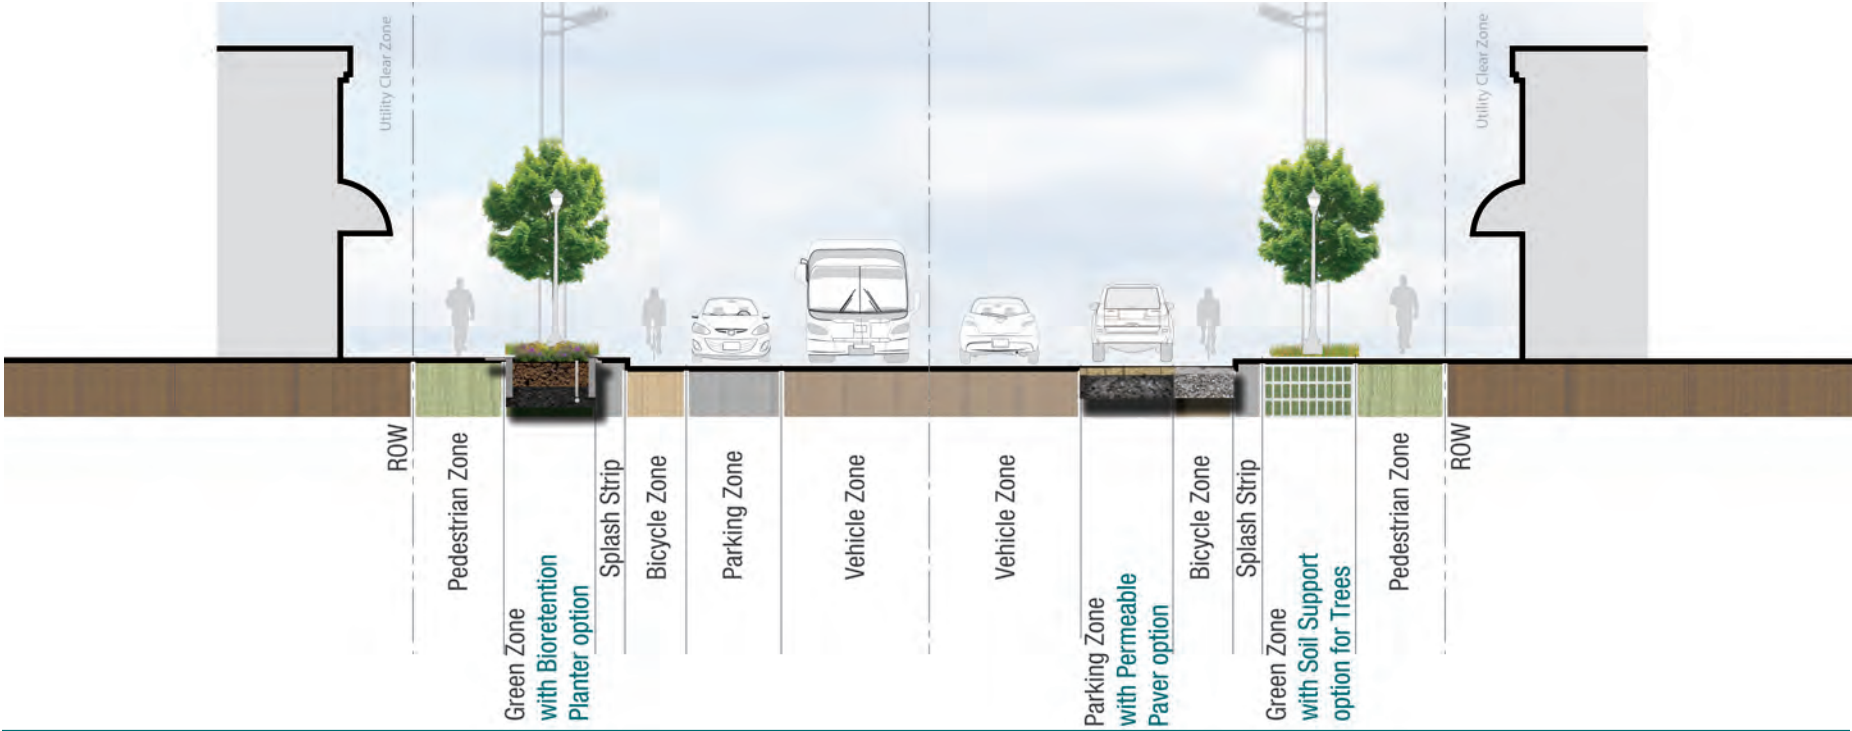 Utility Clear Zone
Utility Clear Zone
ROW
Pedestrian Zone
Green Zone
with Bioretention
Planter option
Splash Strip
Bicycle Zone
Parking Zone
Vehicle Zone
Vehicle Zone
Parking Zone
with Permeable
Paver option
Bicycle Zone
Splash Strip
Green Zone
with Soil Support
option for Trees
Pedestrian Zone
ROW